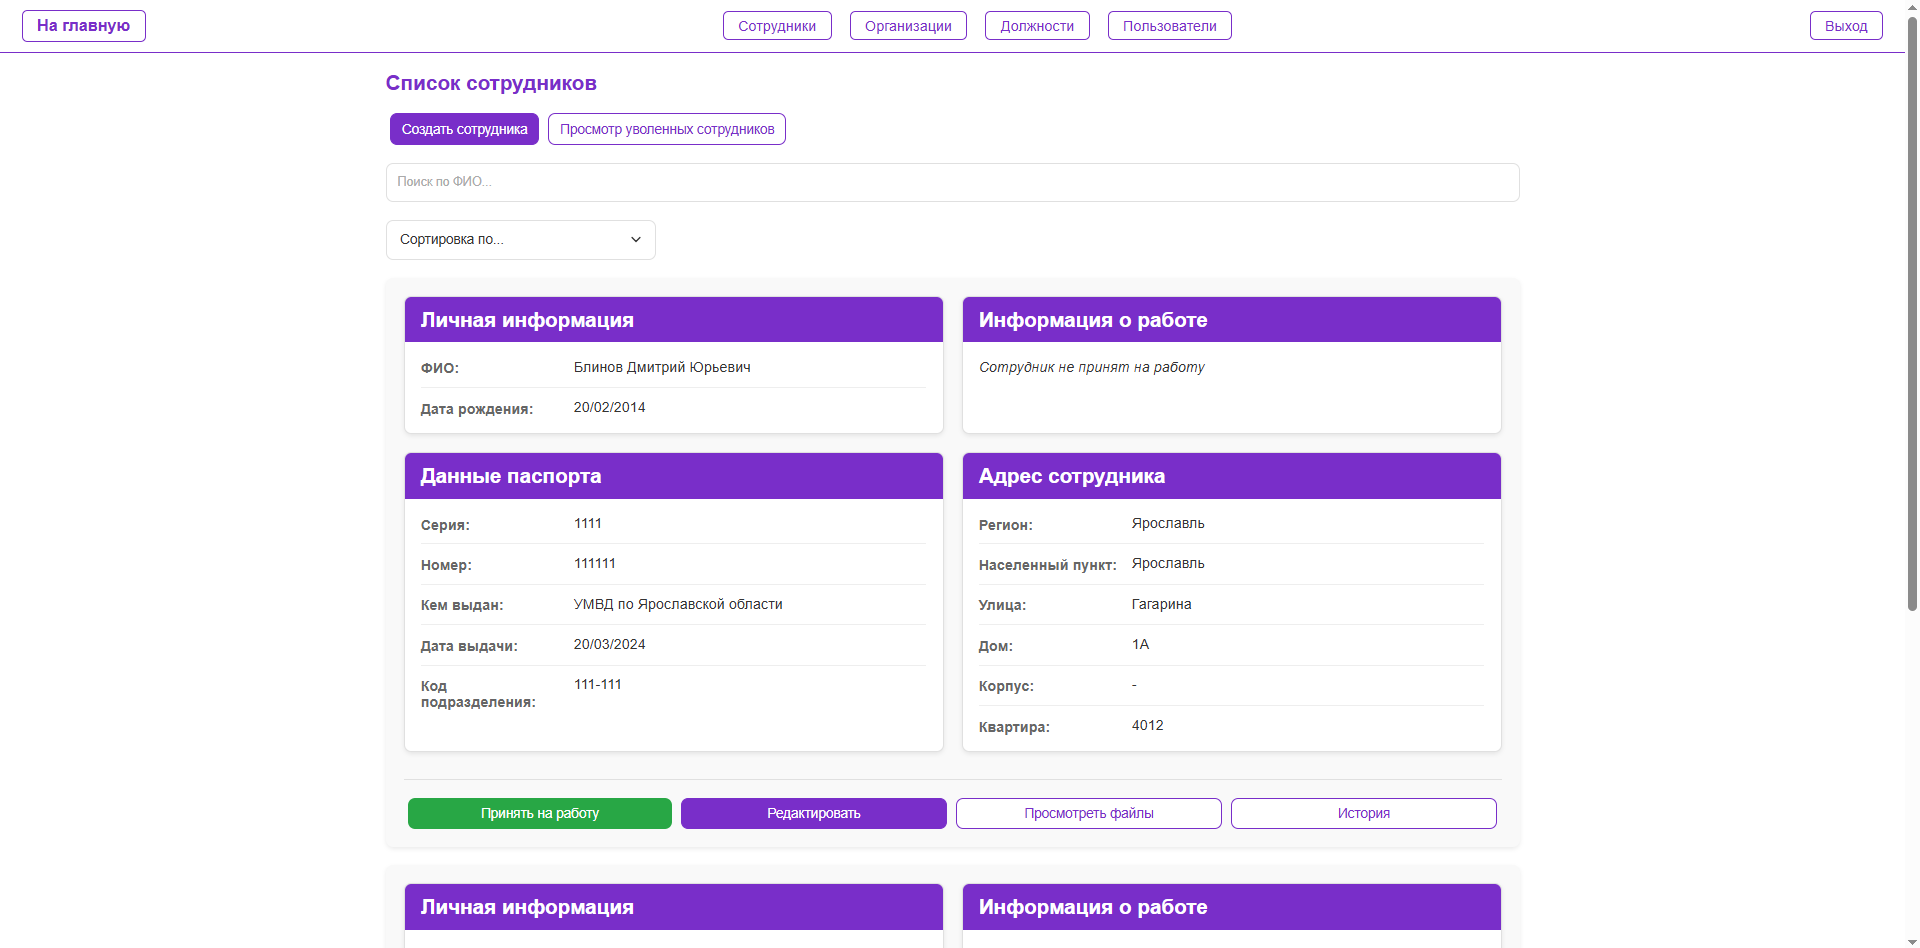 На главную
Сотрудники
Организации
Должности
Пользователи
Выход
Список сотрудников
Создать сотрудника
Просмотр уволенных сотрудников
Поиск по ФИО...
Сортировка по...
Личная информация
ФИО: Блинов Дмитрий Юрьевич
Дата рождения: 20/02/2014
Информация о работе
Сотрудник не принят на работу
Данные паспорта
Серия: 1111
Номер: 111111
Кем выдан: УМВД по Ярославской области
Дата выдачи: 20/03/2024
Код
подразделения: 111-111
Адрес сотрудника
Регион: Ярославль
Населенный пункт: Ярославль
Улица: Гагарина
Дом: 1А
Корпус: -
Квартира: 4012
Принять на работу
Редактировать
Просмотреть файлы
История
Личная информация
Информация о работе